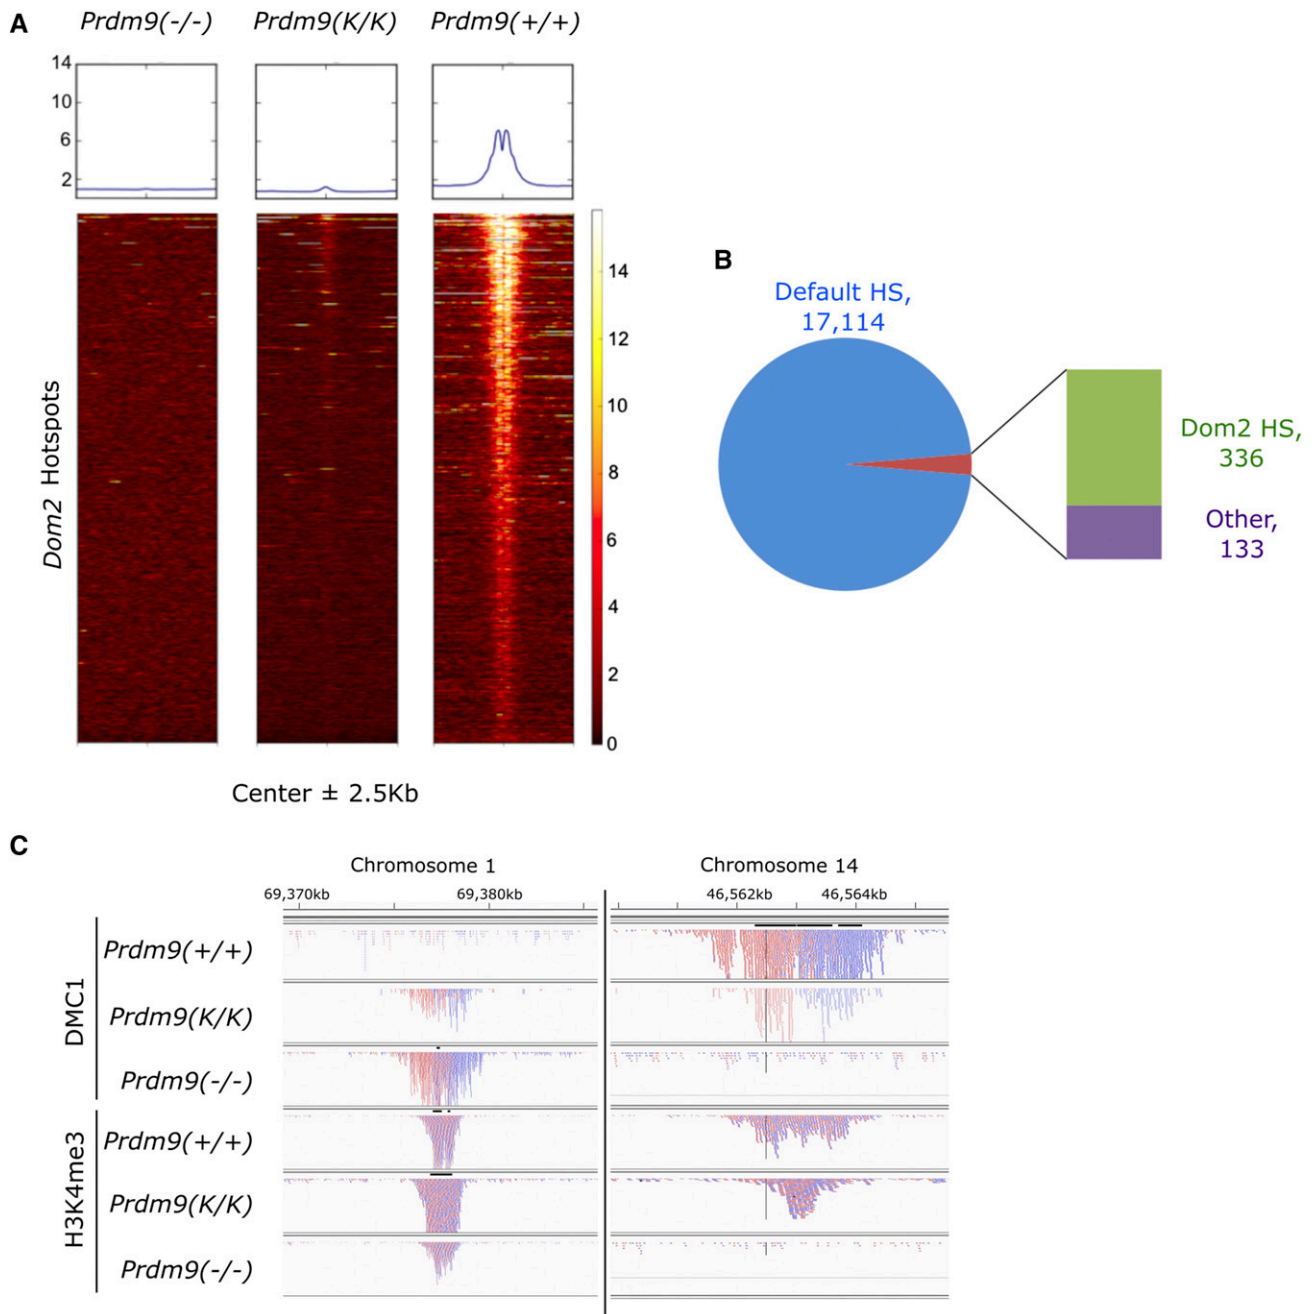 A
Prdm9(-/-) Prdm9(K/K) Prdm9(+/+)
14
10
6
2
Dom2 Hotspots
14
12
10
8
6
4
2
0
Center ± 2.5Kb
B
Default HS,
17,114
Dom2 HS,
336
Other,
133
C
Chromosome 1 Chromosome 14
69,370kb 69,380kb 46,562kb 46,564kb
DMC1
Prdm9(+/+)
Prdm9(K/K)
Prdm9(-/-)
H3K4me3
Prdm9(+/+)
Prdm9(K/K)
Prdm9(-/-)